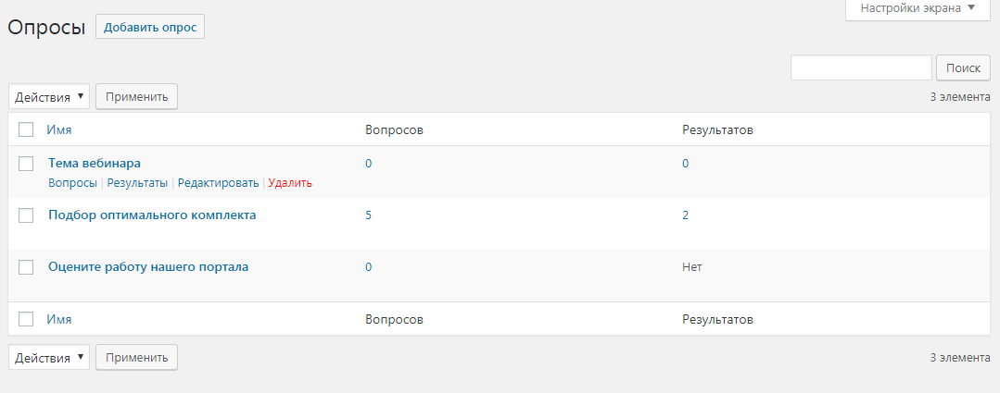 Настройки экрана
Опросы Добавить опрос
Поиск
Действия Применить 3 элемента
Имя Вопросов Результатов
Тема вебинара 0 0
Вопросы | Результаты | Редактировать | Удалить
Подбор оптимального комплекта 5 2
Оцените работу нашего портала 0 Нет
Имя Вопросов Результатов
Действия Применить 3 элемента